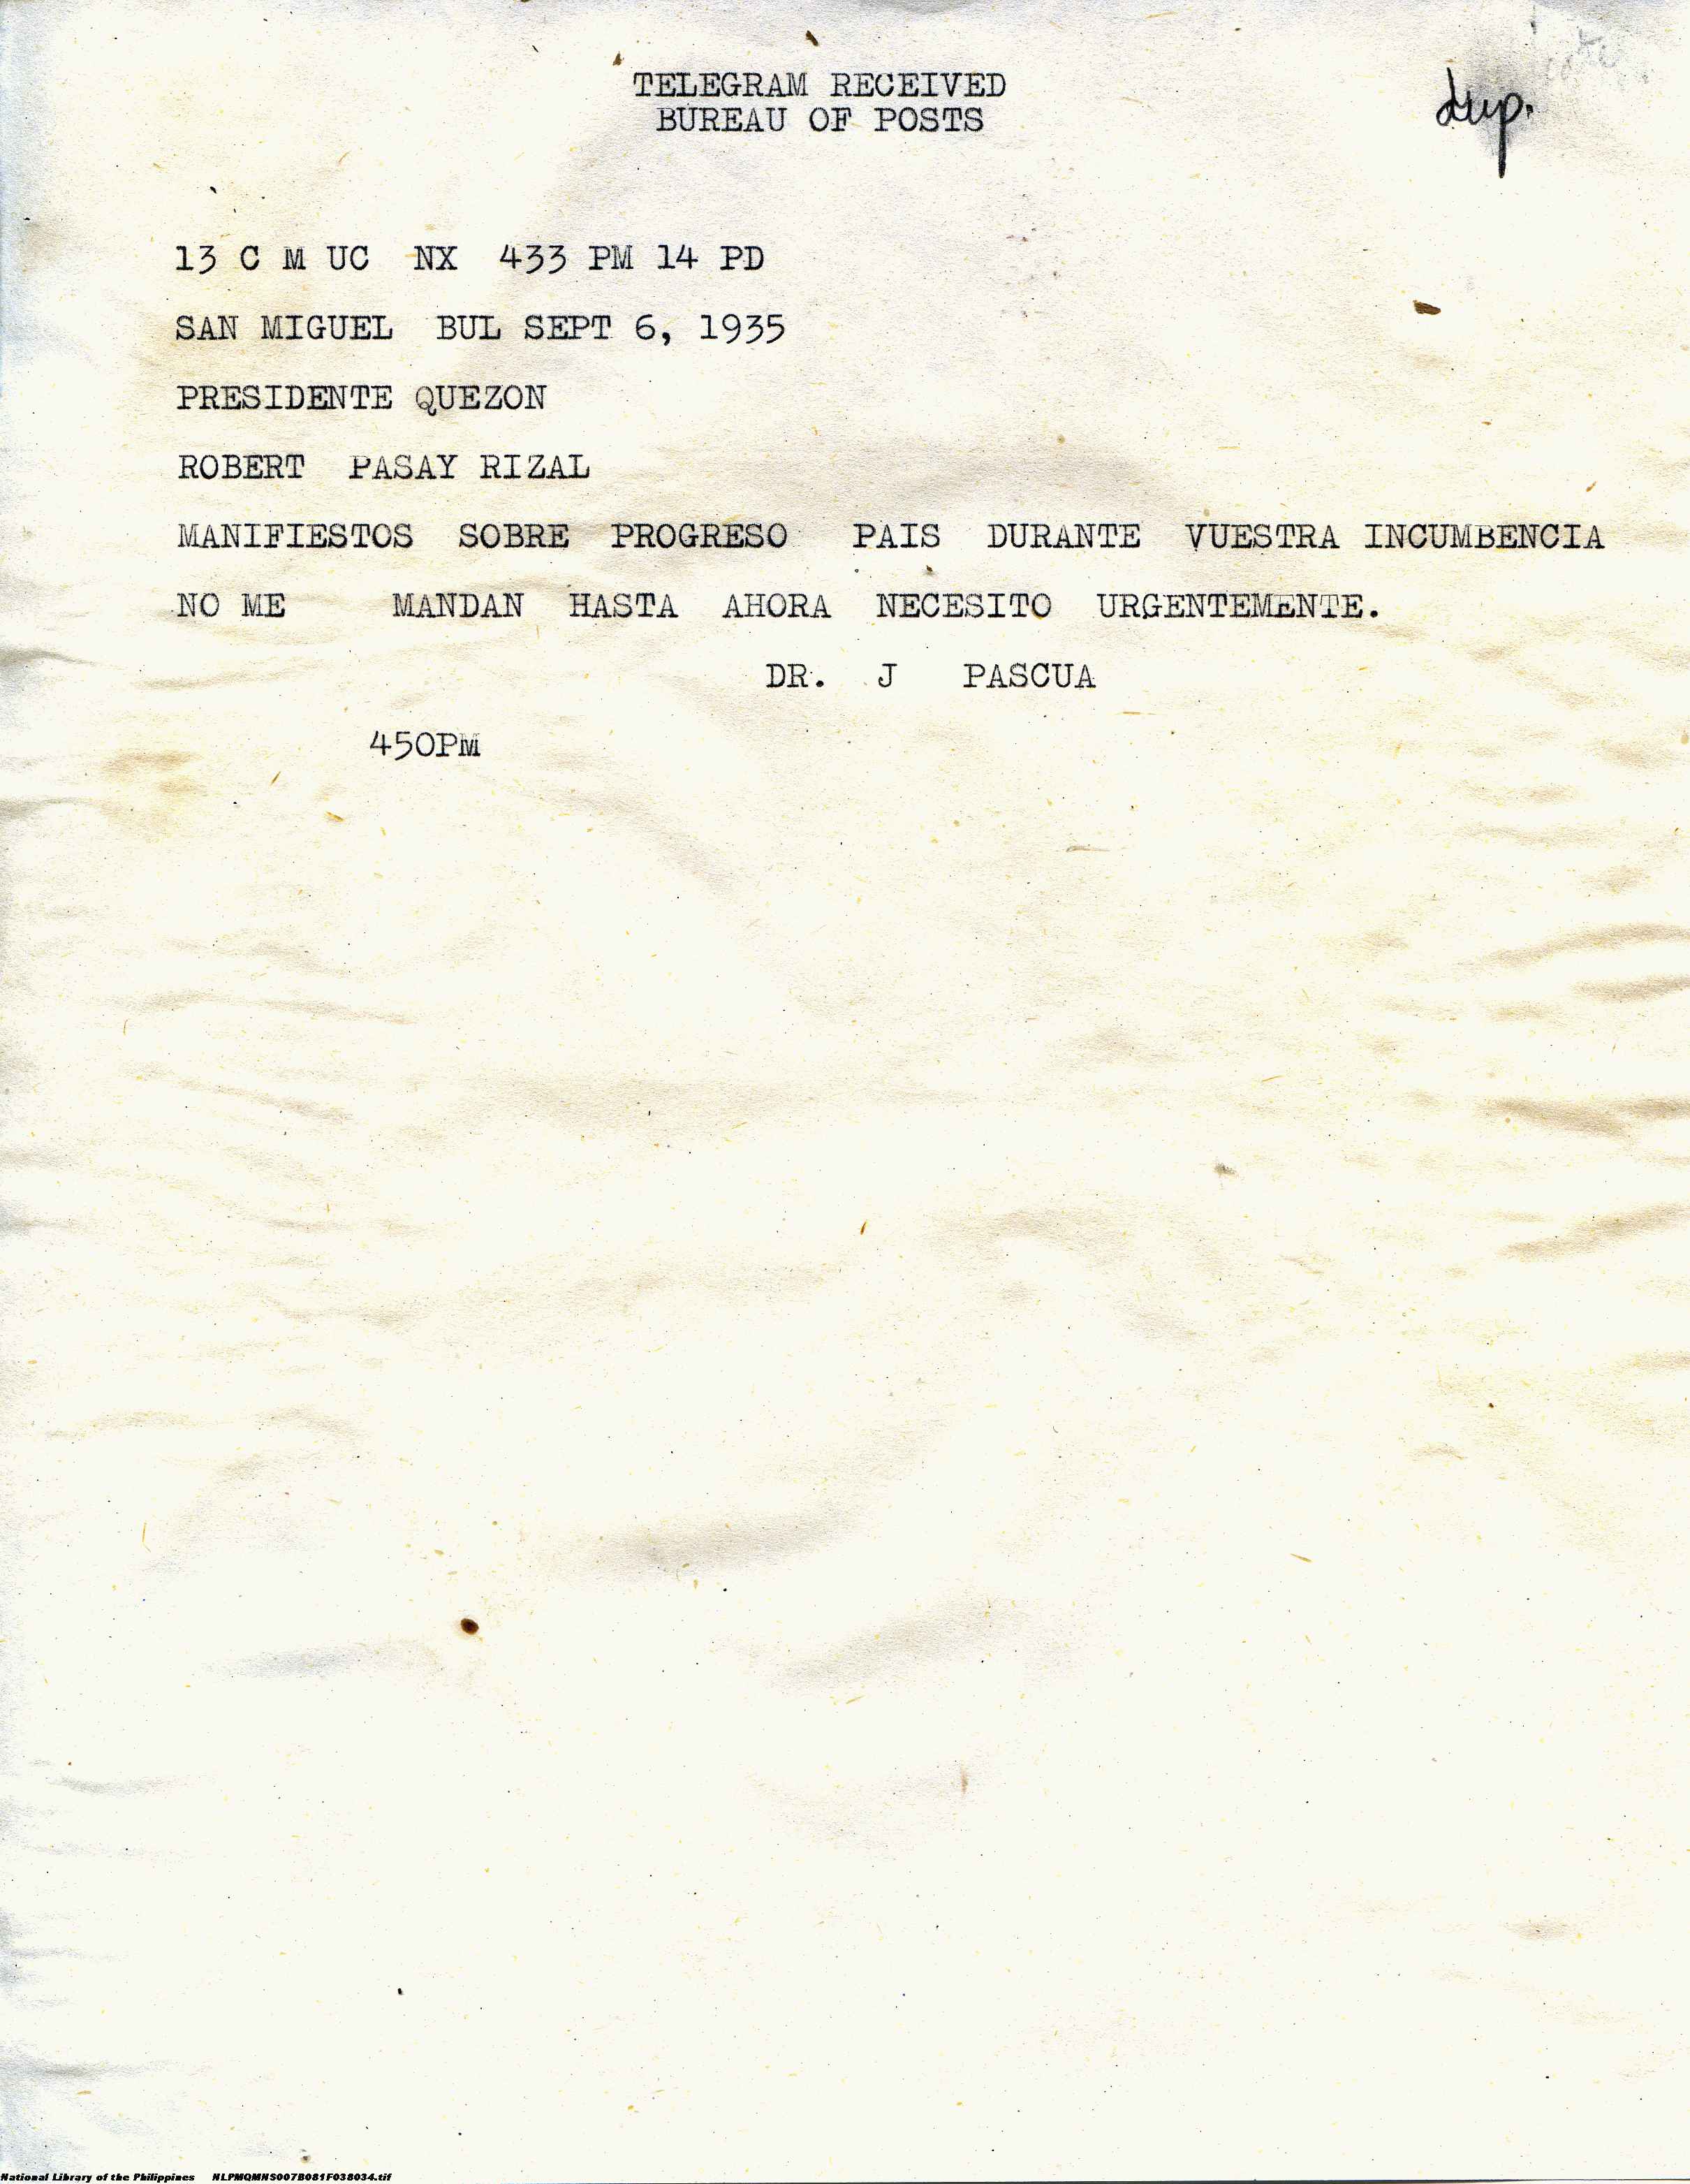 TELEGRAM RECEIVED
BUREAU OF POSTS
dup.
13 C M UC NX 433 PM 14 PD
SAN MIGUEL BUL SEPT 6, 1935
PRESIDENTE QUEZON
ROBERT PASAY RIZAL
MANIFIESTOS SOBRE PROGRESO PAIS DURANTE VUESTRA INCUMBENCIA
NO ME MANDAN HASTA AHORA NECESITO URGENTEMENTE.
DR. J PASCUA
450PM
National Library of the Philippines NLPMQMNS007B081F038034.tif